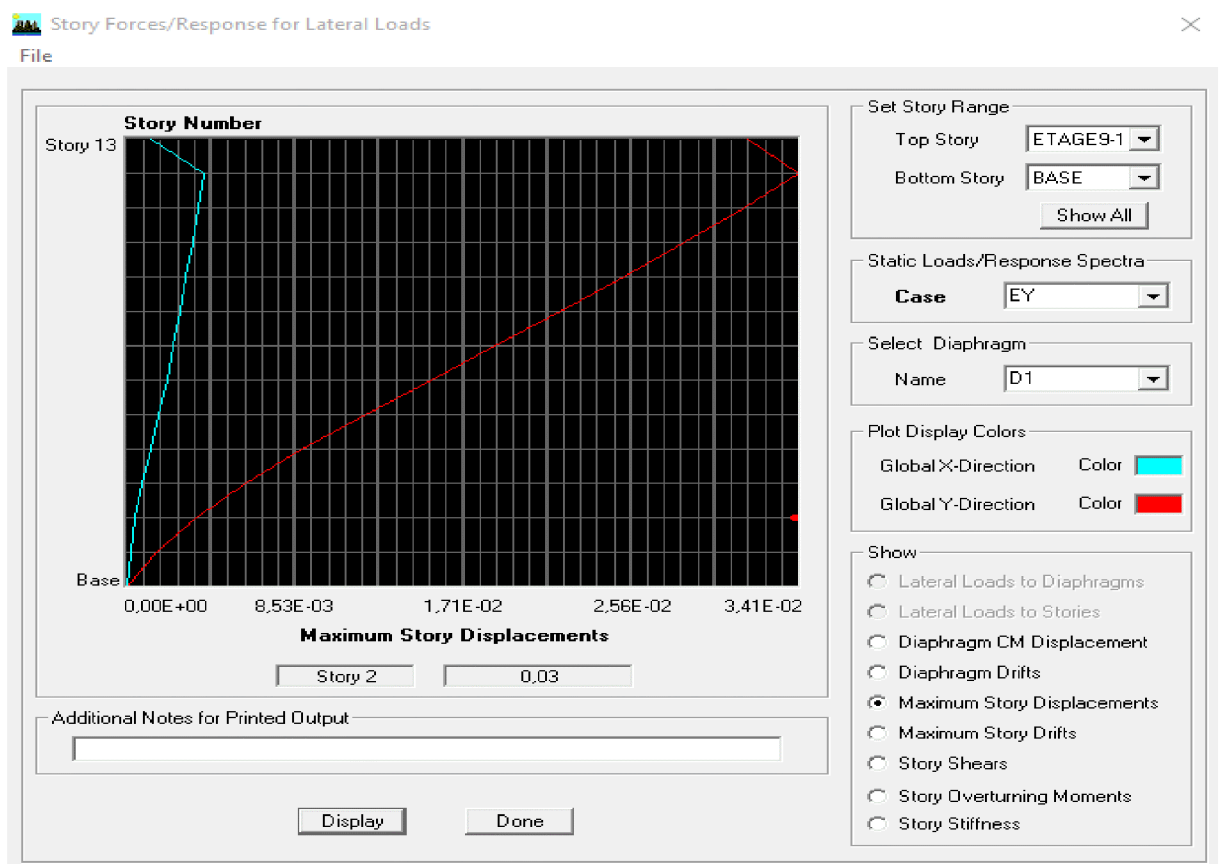 Story Forces/Response for Lateral Loads
File
Story Number
Story 13
Base
0,00E+00 8,53E-03 1,71E-02 2,56E-02 3,41E-02
Maximum Story Displacements
Story 2 0,03
Additional Notes for Printed Output
Display Done
Set Story Range
Top Story ETAGE9-1
Bottom Story BASE
Show All
Static Loads/Response Spectra
Case EY
Select Diaphragm
Name D1
Plot Display Colors
Global X-Direction Color
Global Y-Direction Color
Show
Lateral Loads to Diaphragms
Lateral Loads to Stories
Diaphragm CM Displacement
Diaphragm Drifts
Maximum Story Displacements
Maximum Story Drifts
Story Shears
Story Overturning Moments
Story Stiffness